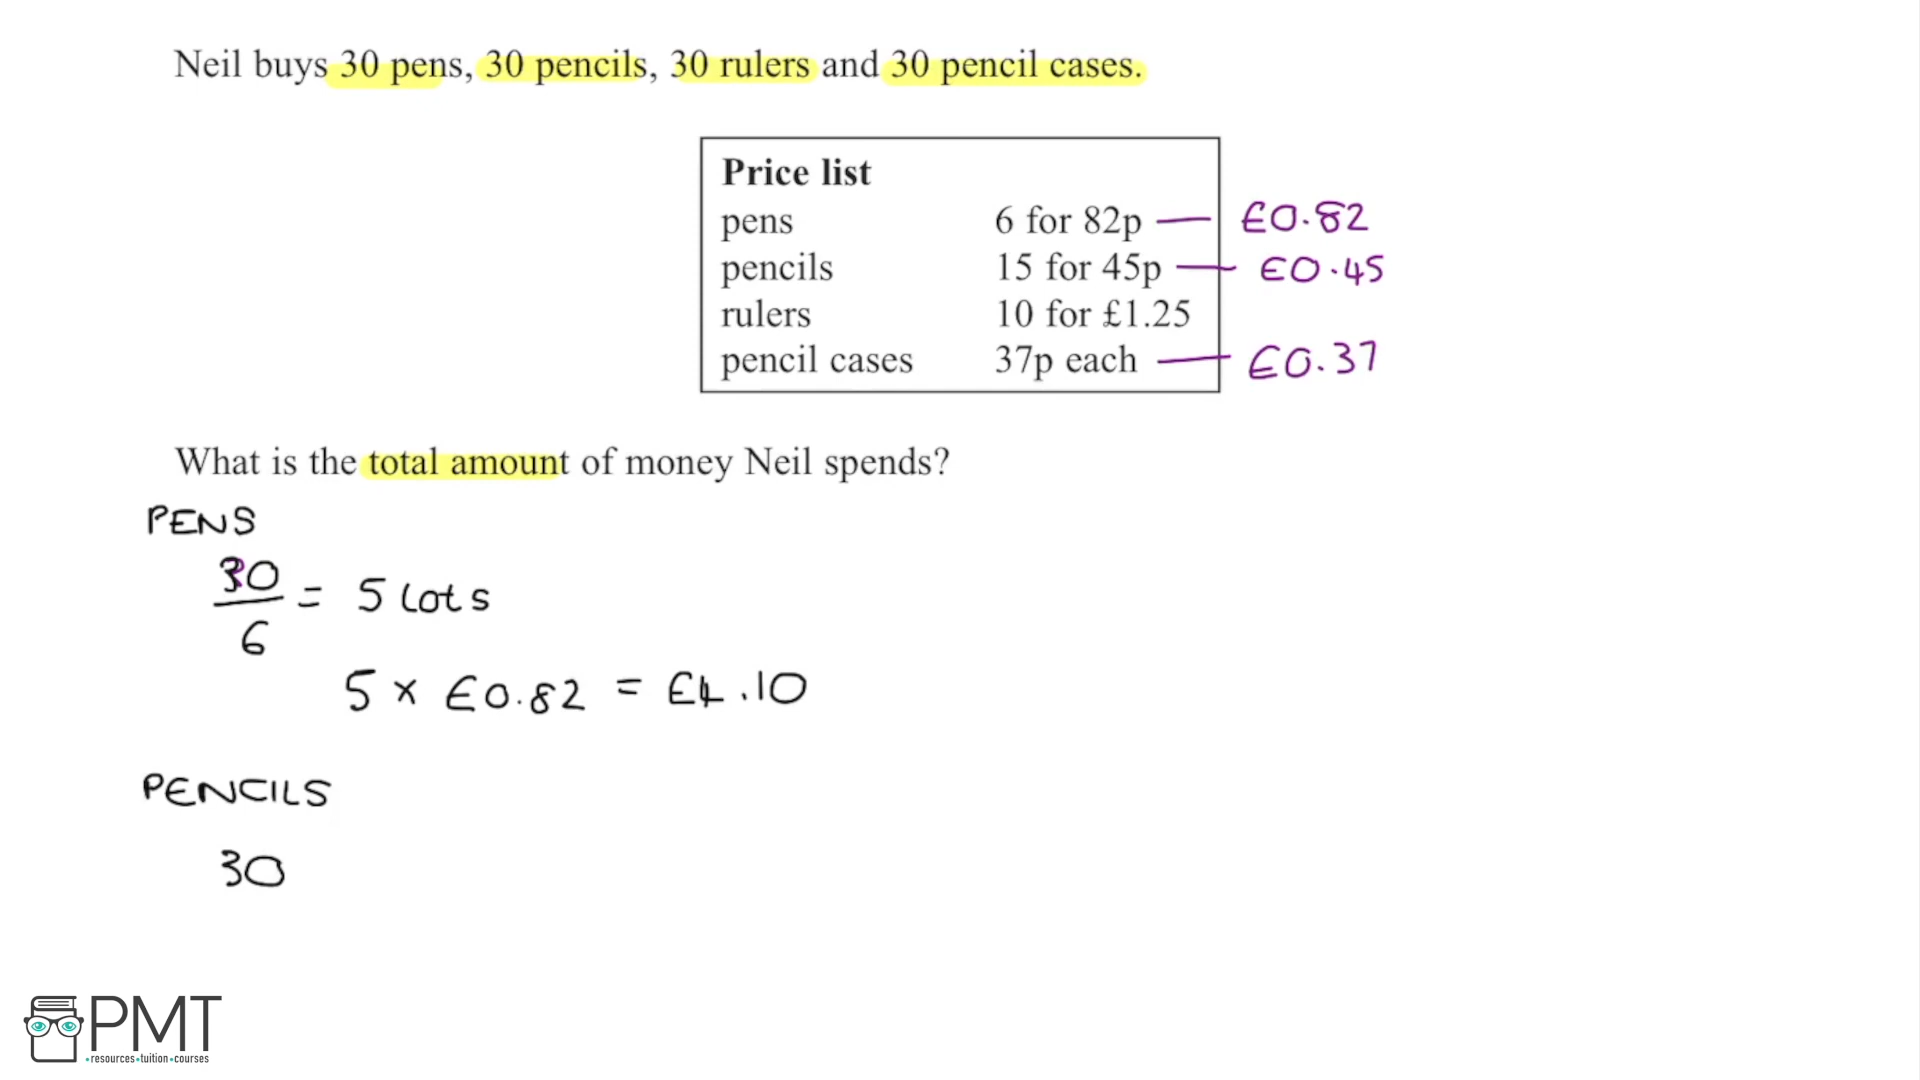 Neil buys 30 pens, 30 pencils, 30 rulers and 30 pencil cases.
Price list
pens 6 for 82p — £0.82
pencils 15 for 45p — £0.45
rulers 10 for £1.25
pencil cases 37p each — £0.37
What is the total amount of money Neil spends?
PENS
30/6 = 5 lots
5 × £0.82 = £4.10
PENCILS
30
PMT
•resources•tuition•courses